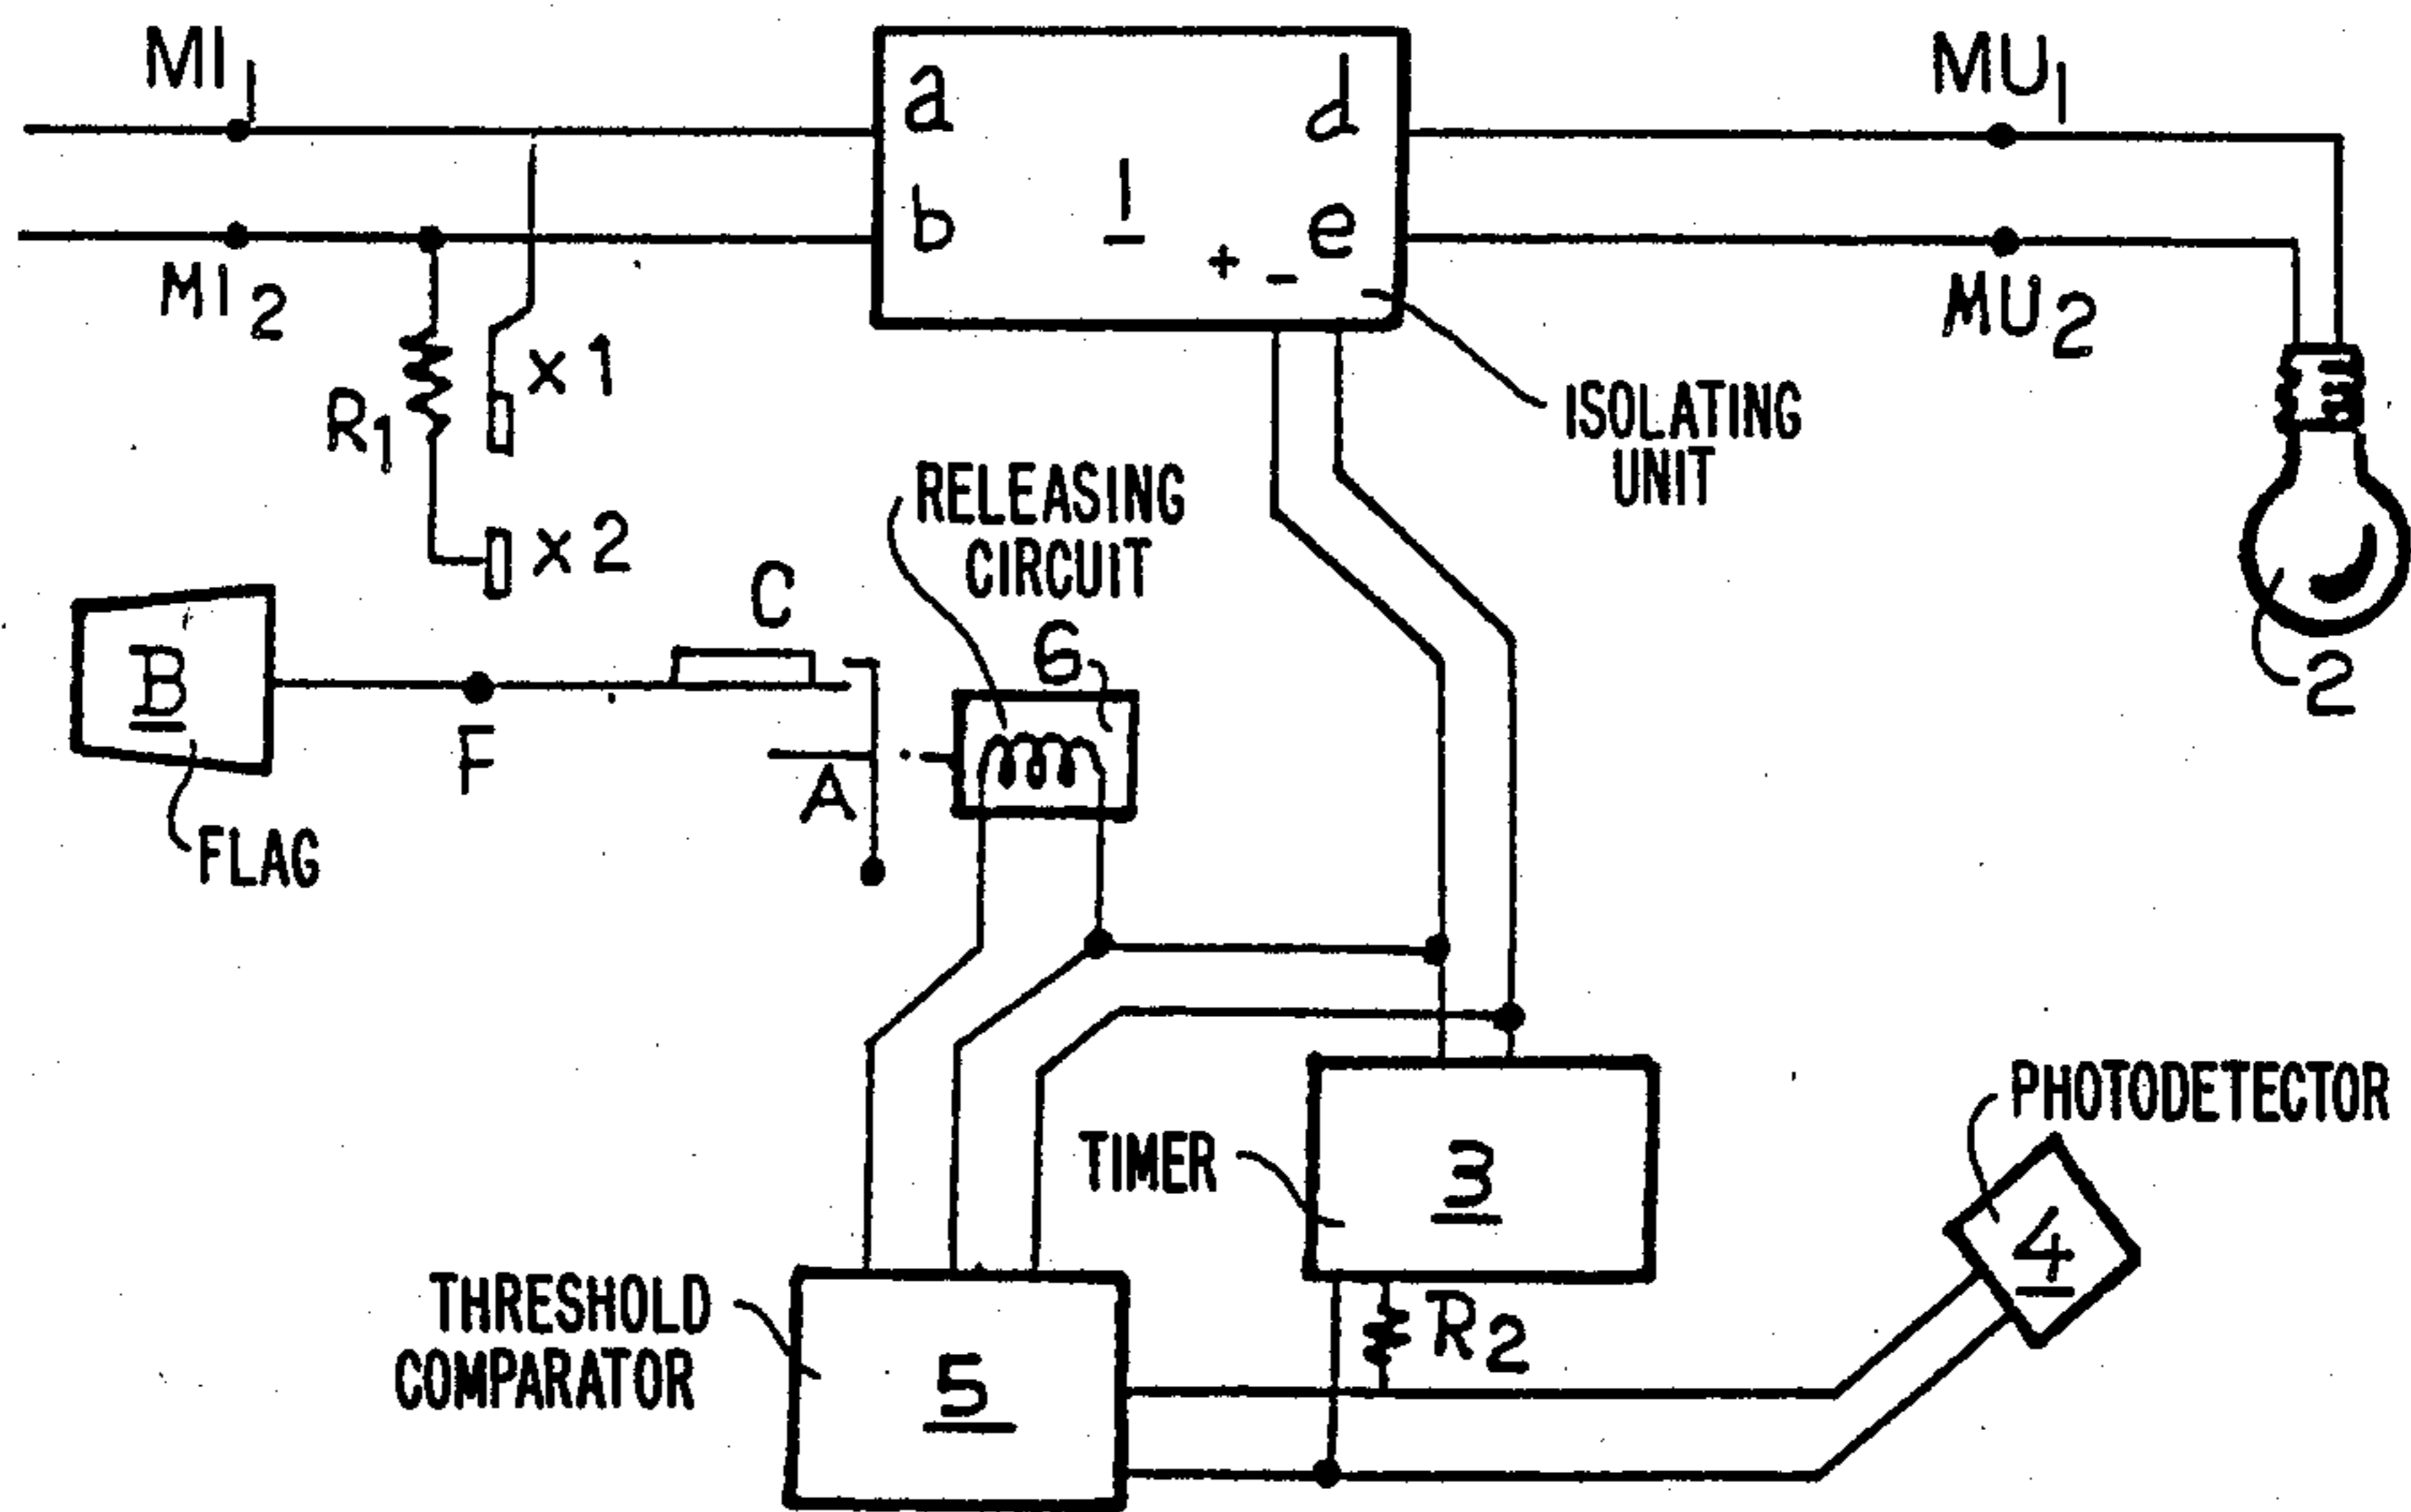 MI1
a
d
MU1
b
1
e
+ -
MI2
MU2
R1
x1
x2
ISOLATING
UNIT
RELEASING
CIRCUIT
6
C
2
B
F
A
FLAG
PHOTODETECTOR
TIMER
3
4
THRESHOLD
COMPARATOR
5
R2